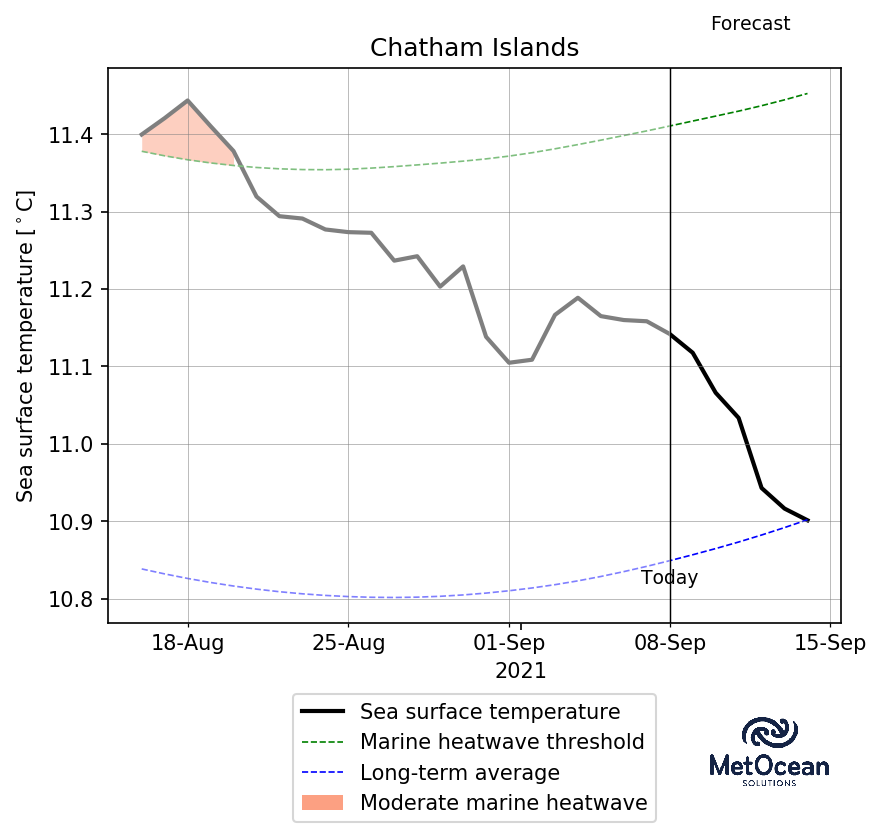 Forecast
Chatham Islands
Sea surface temperature [°C]
11.4
11.3
11.2
11.1
11.0
10.9
10.8
Today
18-Aug 25-Aug 01-Sep 08-Sep 15-Sep
2021
Sea surface temperature
Marine heatwave threshold
Long-term average
Moderate marine heatwave
MetOcean
SOLUTIONS